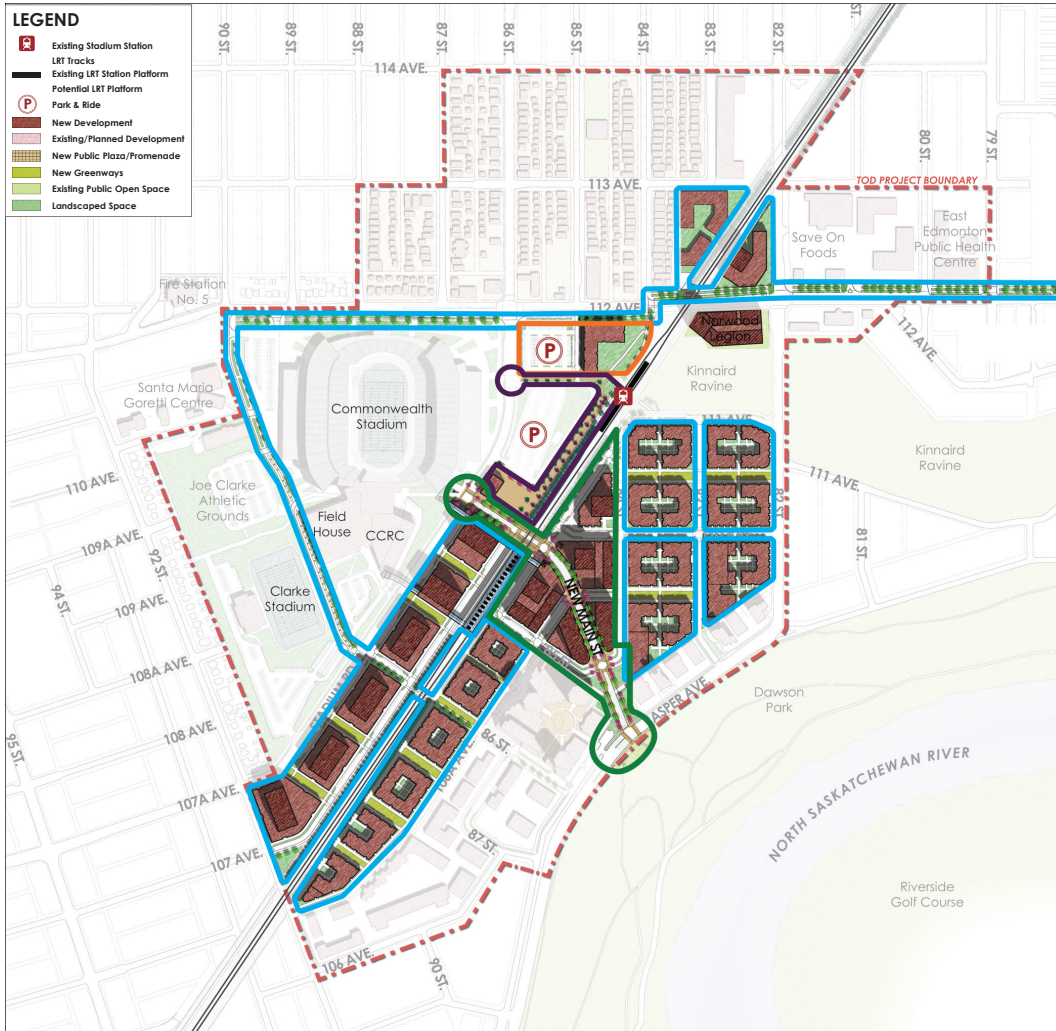 LEGEND
Existing Stadium Station
LRT Tracks
Existing LRT Station Platform
Potential LRT Platform
P
Park & Ride
New Development
Existing/Planned Development
New Public Plaza/Promenade
New Greenways
Existing Public Open Space
Landscaped Space
90 ST.
89 ST.
88 ST.
87 ST.
86 ST.
85 ST.
84 ST.
83 ST.
82 ST.
114 AVE.
80 ST.
79 ST.
TOD PROJECT BOUNDARY
113 AVE.
East
Edmonton
Public Health
Centre
Save On
Foods
Fire Station
No. 5
112 AVE.
Norwood
Legion
112 AVE.
P
Kinnaird
Ravine
Santa Maria
Goretti Centre
Commonwealth
Stadium
P
111 AVE.
Kinnaird
Ravine
110 AVE.
Joe Clarke
Athletic
Grounds
111 AVE.
82 ST.
Field
House
CCRC
109A AVE.
92 ST.
81 ST.
94 ST.
109 AVE.
Clarke
Stadium
NEW MAIN ST.
108A AVE.
STADIUM RD.
JASPER AVE.
Dawson
Park
108 AVE.
86 ST.
95 ST.
107A AVE.
NORTH SASKATCHEWAN RIVER
87 ST.
107 AVE.
Riverside
Golf Course
106 AVE.
90 ST.